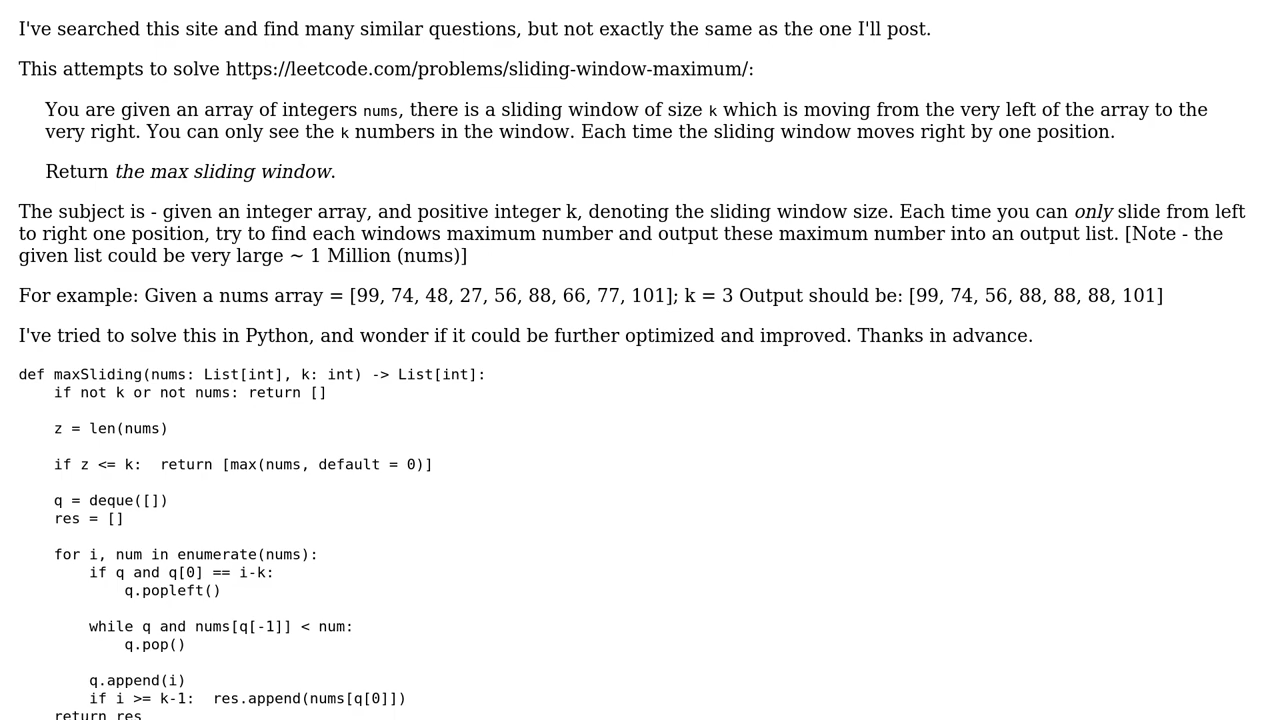 I've searched this site and find many similar questions, but not exactly the same as the one I'll post.
This attempts to solve https://leetcode.com/problems/sliding-window-maximum/:
You are given an array of integers nums, there is a sliding window of size k which is moving from the very left of the array to the
very right. You can only see the k numbers in the window. Each time the sliding window moves right by one position.
Return the max sliding window.
The subject is - given an integer array, and positive integer k, denoting the sliding window size. Each time you can only slide from left
to right one position, try to find each windows maximum number and output these maximum number into an output list. [Note - the
given list could be very large ~ 1 Million (nums)]
For example: Given a nums array = [99, 74, 48, 27, 56, 88, 66, 77, 101]; k = 3 Output should be: [99, 74, 56, 88, 88, 88, 101]
I've tried to solve this in Python, and wonder if it could be further optimized and improved. Thanks in advance.
def maxSliding(nums: List[int], k: int) -> List[int]:
    if not k or not nums: return []
    z = len(nums)
    if z <= k:  return [max(nums, default = 0)]
    q = deque([])
    res = []
    for i, num in enumerate(nums):
        if q and q[0] == i-k:
            q.popleft()
        while q and nums[q[-1]] < num:
            q.pop()
        q.append(i)
        if i >= k-1:  res.append(nums[q[0]])
    return res